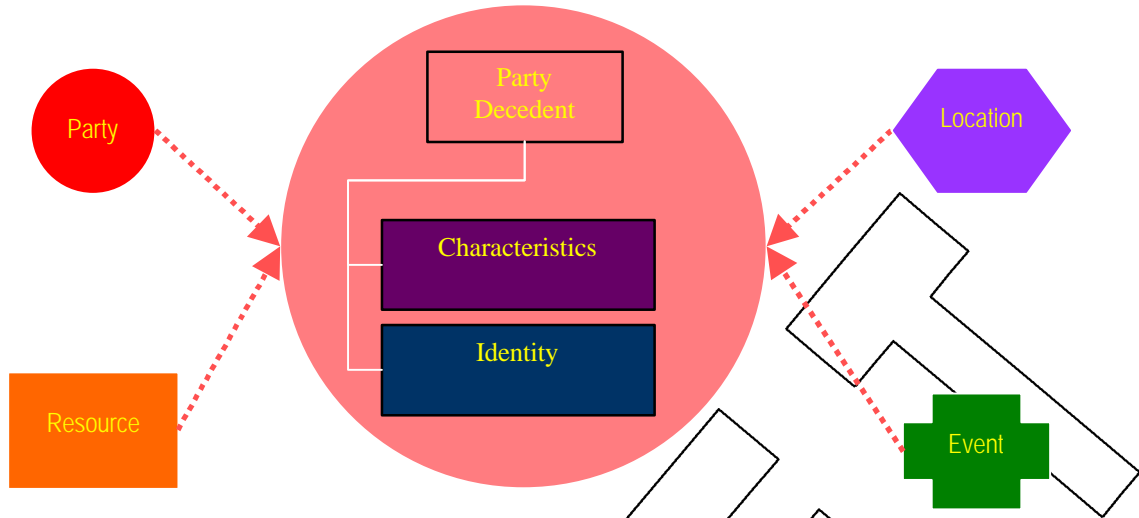 Party
Decedent
Party
Location
Characteristics
Identity
Resource
Event